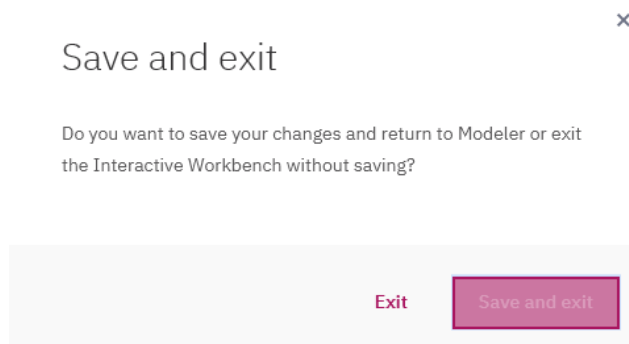 Save and exit
Do you want to save your changes and return to Modeler or exit
the Interactive Workbench without saving?
Exit
Save and exit